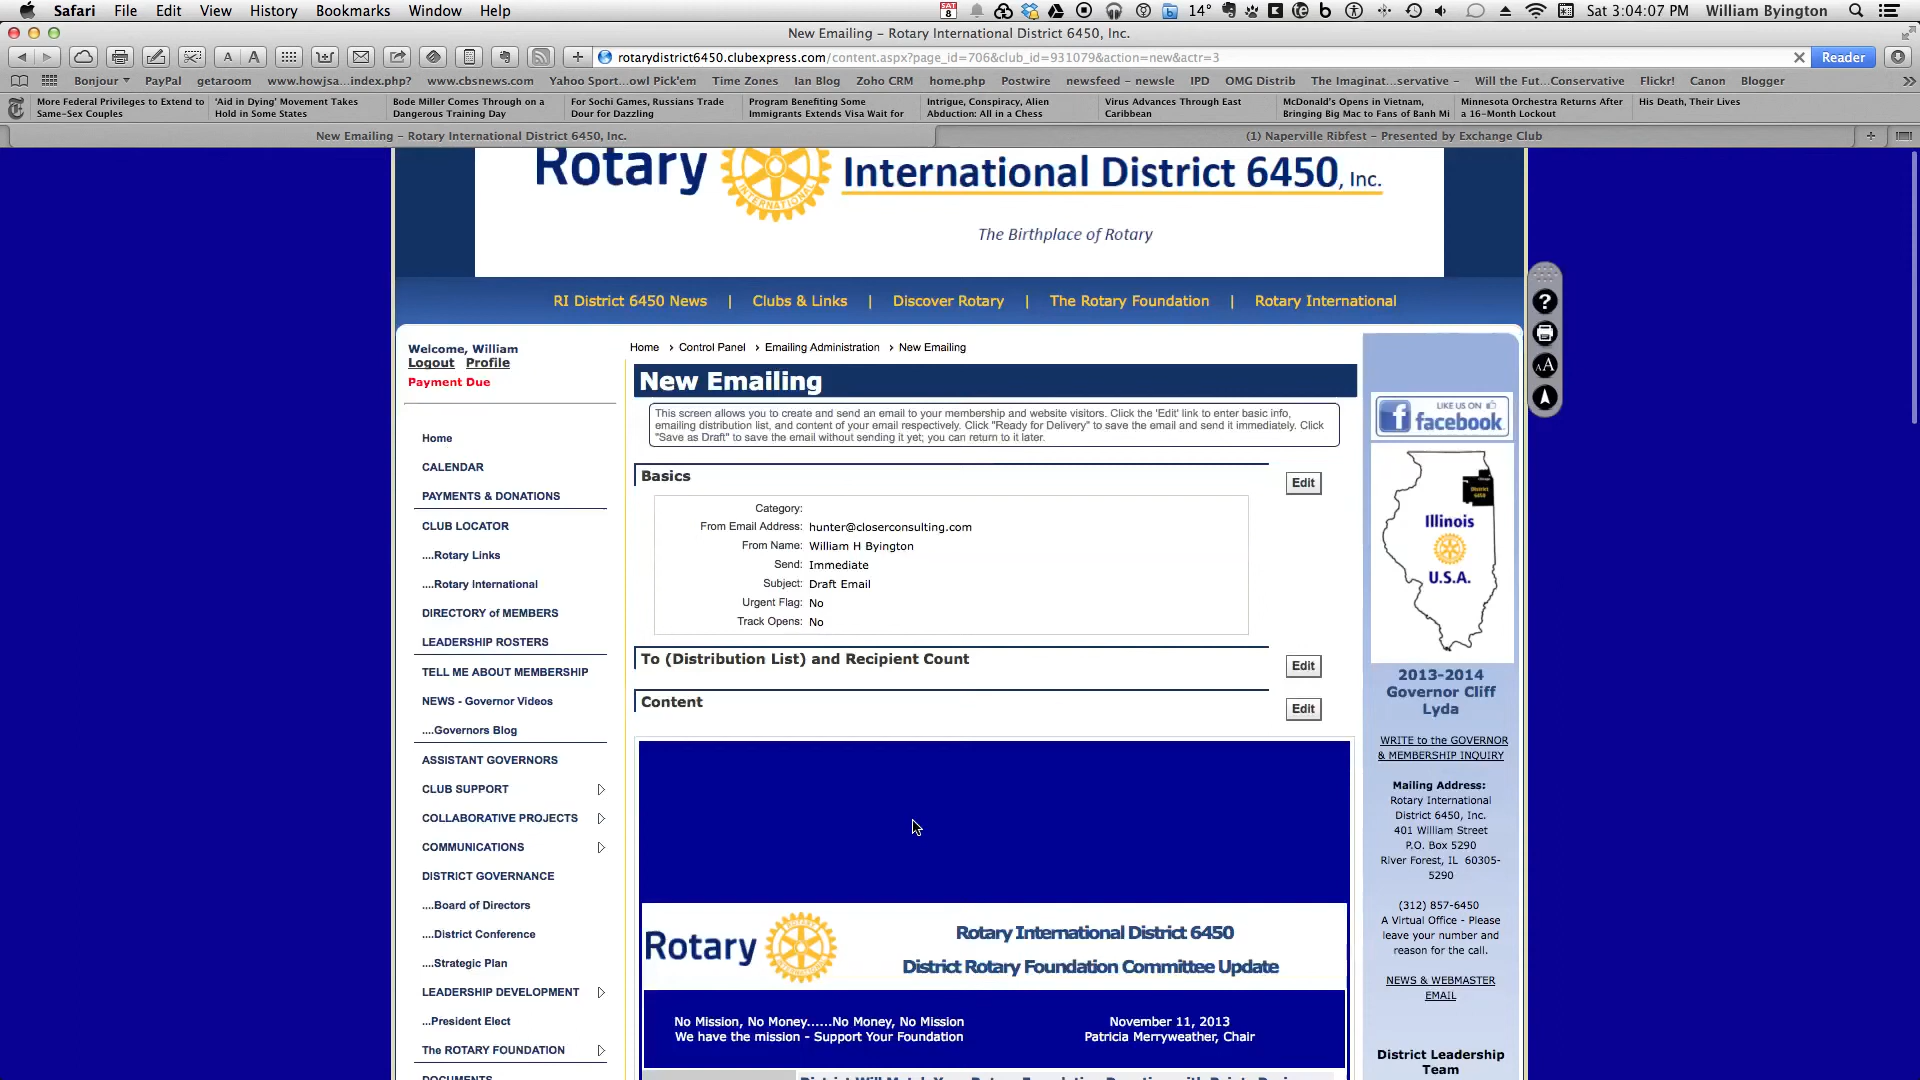 Safari File Edit View History Bookmarks Window Help
SAT 8 14° Sat 3:04:07 PM William Byington
New Emailing – Rotary International District 6450, Inc.
A A + rotarydistrict6450.clubexpress.com/content.aspx?page_id=706&club_id=931079&action=new&actr=3 Reader
Bonjour PayPal getaroom www.howjsa...index.php? www.cbsnews.com Yahoo Sport...owl Pick'em Time Zones Ian Blog Zoho CRM home.php Postwire newsfeed – newsle IPD OMG Distrib The Imaginat...servative – Will the Fut...Conservative Flickr! Canon Blogger
More Federal Privileges to Extend to Same-Sex Couples
'Aid in Dying' Movement Takes Hold in Some States
Bode Miller Comes Through on a Dangerous Training Day
For Sochi Games, Russians Trade Dour for Dazzling
Program Benefiting Some Immigrants Extends Visa Wait for
Intrigue, Conspiracy, Alien Abduction: All in a Chess
Virus Advances Through East Caribbean
McDonald's Opens in Vietnam, Bringing Big Mac to Fans of Banh Mi
Minnesota Orchestra Returns After a 16-Month Lockout
His Death, Their Lives
New Emailing – Rotary International District 6450, Inc.
(1) Naperville Ribfest – Presented by Exchange Club
Rotary International District 6450, Inc.
The Birthplace of Rotary
RI District 6450 News | Clubs & Links | Discover Rotary | The Rotary Foundation | Rotary International
Welcome, William
Logout Profile
Payment Due
Home
CALENDAR
PAYMENTS & DONATIONS
CLUB LOCATOR
....Rotary Links
....Rotary International
DIRECTORY of MEMBERS
LEADERSHIP ROSTERS
TELL ME ABOUT MEMBERSHIP
NEWS - Governor Videos
....Governors Blog
ASSISTANT GOVERNORS
CLUB SUPPORT
COLLABORATIVE PROJECTS
COMMUNICATIONS
DISTRICT GOVERNANCE
....Board of Directors
....District Conference
....Strategic Plan
LEADERSHIP DEVELOPMENT
...President Elect
The ROTARY FOUNDATION
DOCUMENTS
Home › Control Panel › Emailing Administration › New Emailing
New Emailing
This screen allows you to create and send an email to your membership and website visitors. Click the 'Edit' link to enter basic info,
emailing distribution list, and content of your email respectively. Click "Ready for Delivery" to save the email and send it immediately. Click
"Save as Draft" to save the email without sending it yet; you can return to it later.
Basics Edit
Category:
From Email Address: hunter@closerconsulting.com
From Name: William H Byington
Send: Immediate
Subject: Draft Email
Urgent Flag: No
Track Opens: No
To (Distribution List) and Recipient Count Edit
Content Edit
Rotary
Rotary International District 6450
District Rotary Foundation Committee Update
No Mission, No Money......No Money, No Mission
We have the mission - Support Your Foundation
November 11, 2013
Patricia Merryweather, Chair
LIKE US ON
facebook
Illinois
U.S.A.
2013-2014
Governor Cliff
Lyda
WRITE to the GOVERNOR
& MEMBERSHIP INQUIRY
Mailing Address:
Rotary International
District 6450, Inc.
401 William Street
P.O. Box 5290
River Forest, IL 60305-
5290
(312) 857-6450
A Virtual Office - Please
leave your number and
reason for the call.
NEWS & WEBMASTER
EMAIL
District Leadership
Team
?
AA